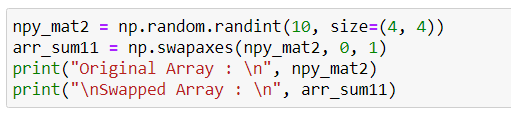 npy_mat2 = np.random.randint(10, size=(4, 4))
arr_sum11 = np.swapaxes(npy_mat2, 0, 1)
print("Original Array : \n", npy_mat2)
print("\nSwapped Array : \n", arr_sum11)